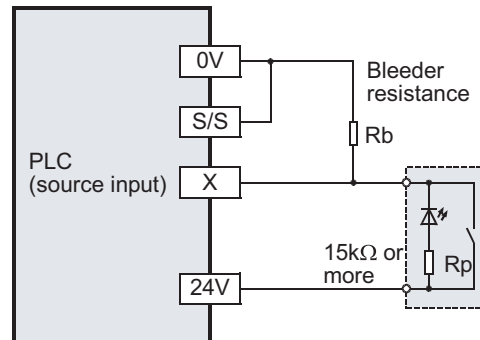 0V
Bleeder
resistance
S/S
Rb
PLC
(source input)
X
15kΩ or
more
Rp
24V